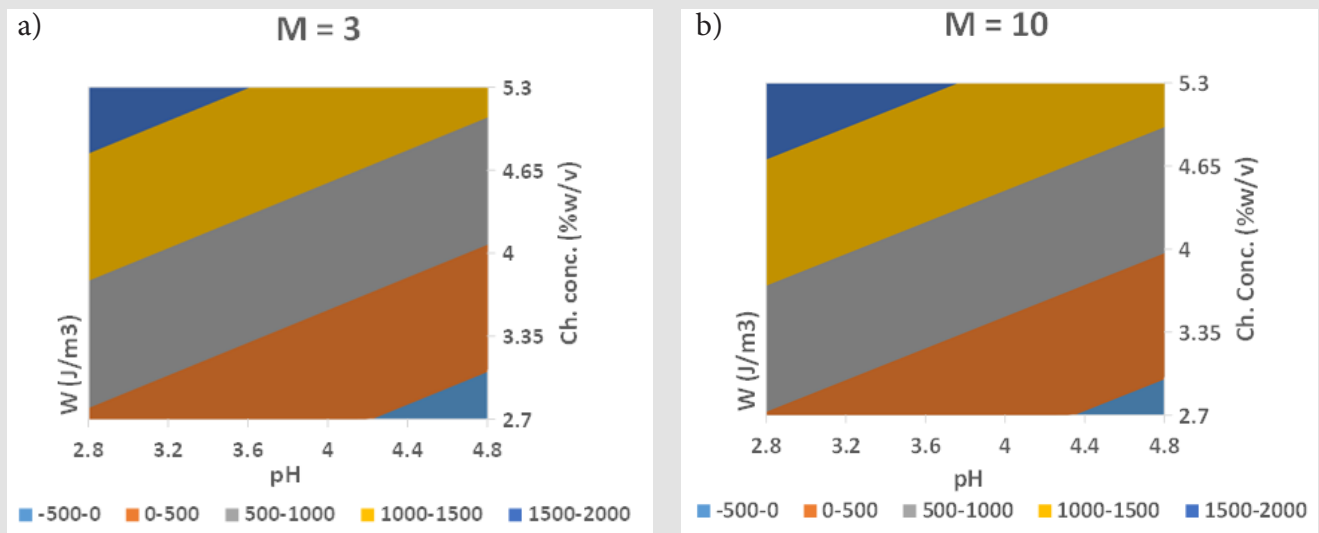 a)
M = 3
5.3
4.65
4
3.35
2.7
Ch. conc. (%w/v)
W (J/m3)
2.8 3.2 3.6 4 4.4 4.8
pH
-500-0 0-500 500-1000 1000-1500 1500-2000
b)
M = 10
5.3
4.65
4
3.35
2.7
Ch. Conc. (%w/v)
W (J/m3)
2.8 3.2 3.6 4 4.4 4.8
pH
-500-0 0-500 500-1000 1000-1500 1500-2000